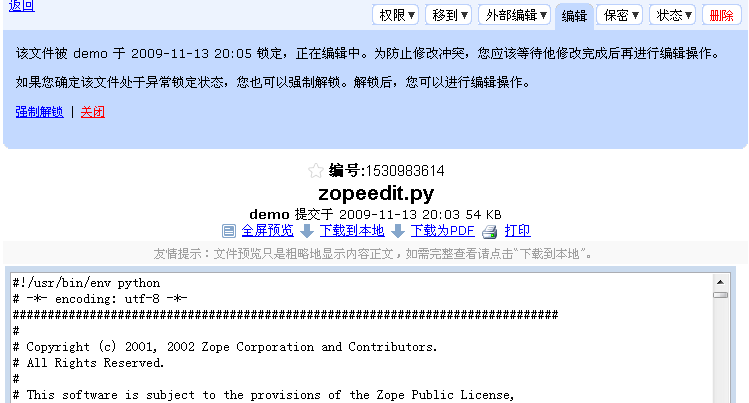 返回
权限▼ 移到▼ 外部编辑▼ 编辑 保密▼ 状态▼ 删除
该文件被 demo 于 2009-11-13 20:05 锁定，正在编辑中。为防止修改冲突，您应该等待他修改完成后再进行编辑操作。
如果您确定该文件处于异常锁定状态，您也可以强制解锁。解锁后，您可以进行编辑操作。
强制解锁 | 关闭
编号:1530983614
zopeedit.py
demo 提交于 2009-11-13 20:03 54 KB
全屏预览 下载到本地 下载为PDF 打印
友情提示：文件预览只是粗略地显示内容正文，如需完整查看请点击“下载到本地”。
#!/usr/bin/env python
# -*- encoding: utf-8 -*-
##############################################################################
#
# Copyright (c) 2001, 2002 Zope Corporation and Contributors.
# All Rights Reserved.
#
# This software is subject to the provisions of the Zope Public License,